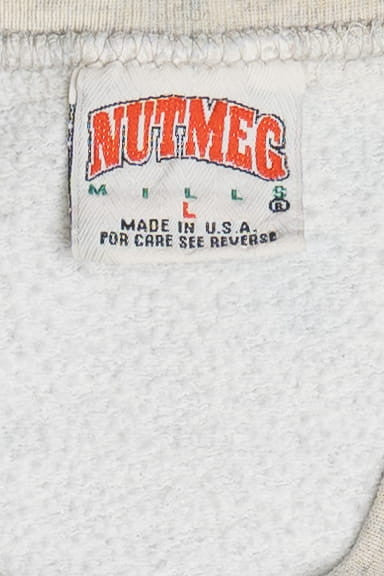 NUTMEG
MILLS
L ®
MADE IN U.S.A.
FOR CARE SEE REVERSE